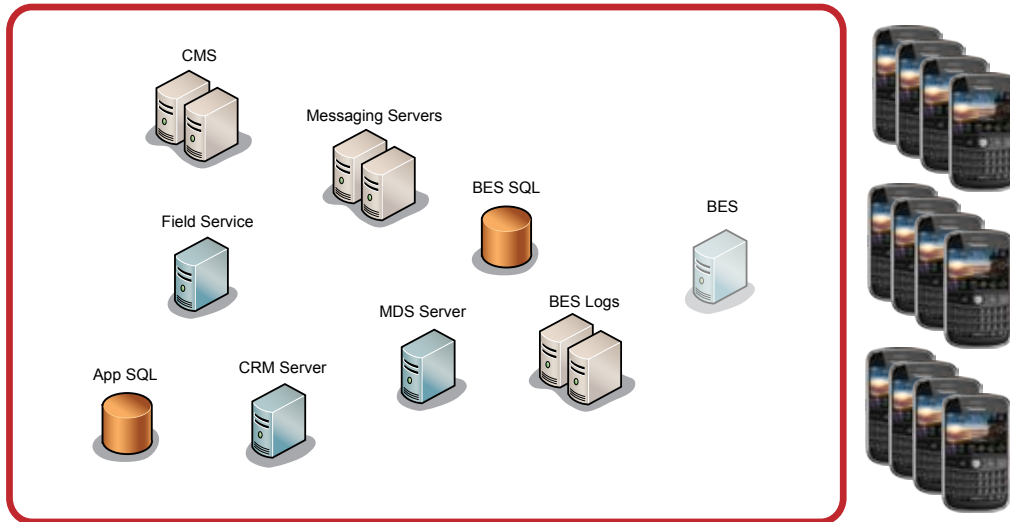 CMS
Messaging Servers
BES SQL
BES
Field Service
BES Logs
MDS Server
CRM Server
App SQL